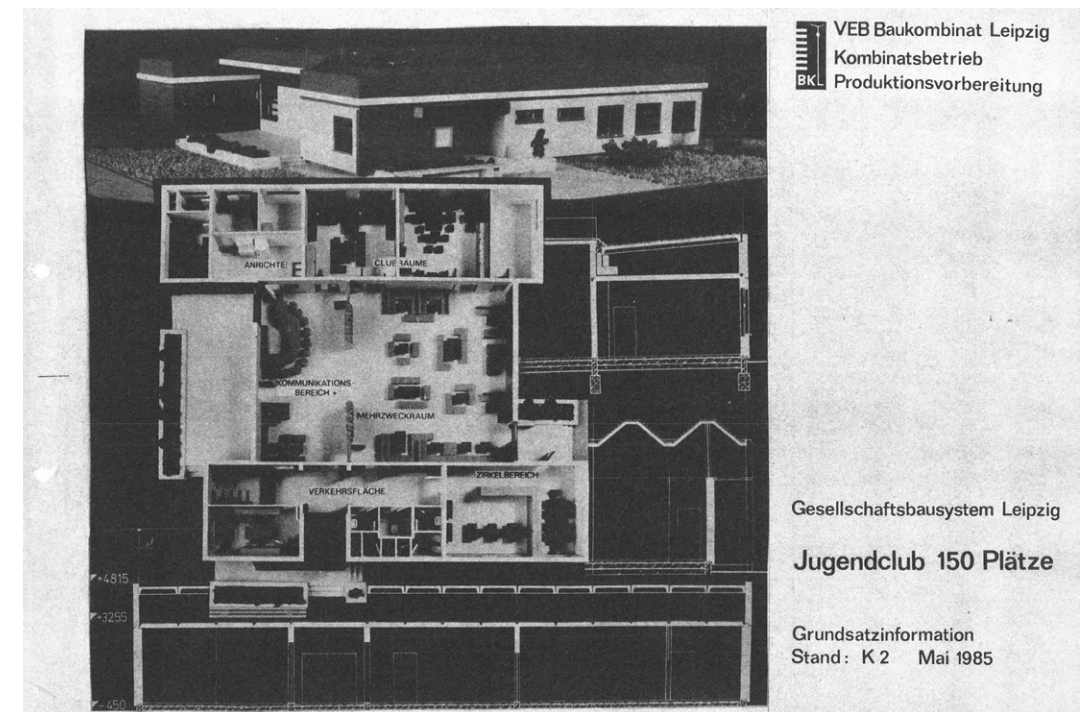 BKL
VEB Baukombinat Leipzig
Kombinatsbetrieb
Produktionsvorbereitung
ANRICHTE
CLUBRÄUME
KOMMUNIKATIONS
BEREICH +
MEHRZWECKRAUM
ZIRKELBEREICH
VERKEHRSFLÄCHE
+4815
+3255
-450
Gesellschaftsbausystem Leipzig
Jugendclub 150 Plätze
Grundsatzinformation
Stand: K 2 Mai 1985